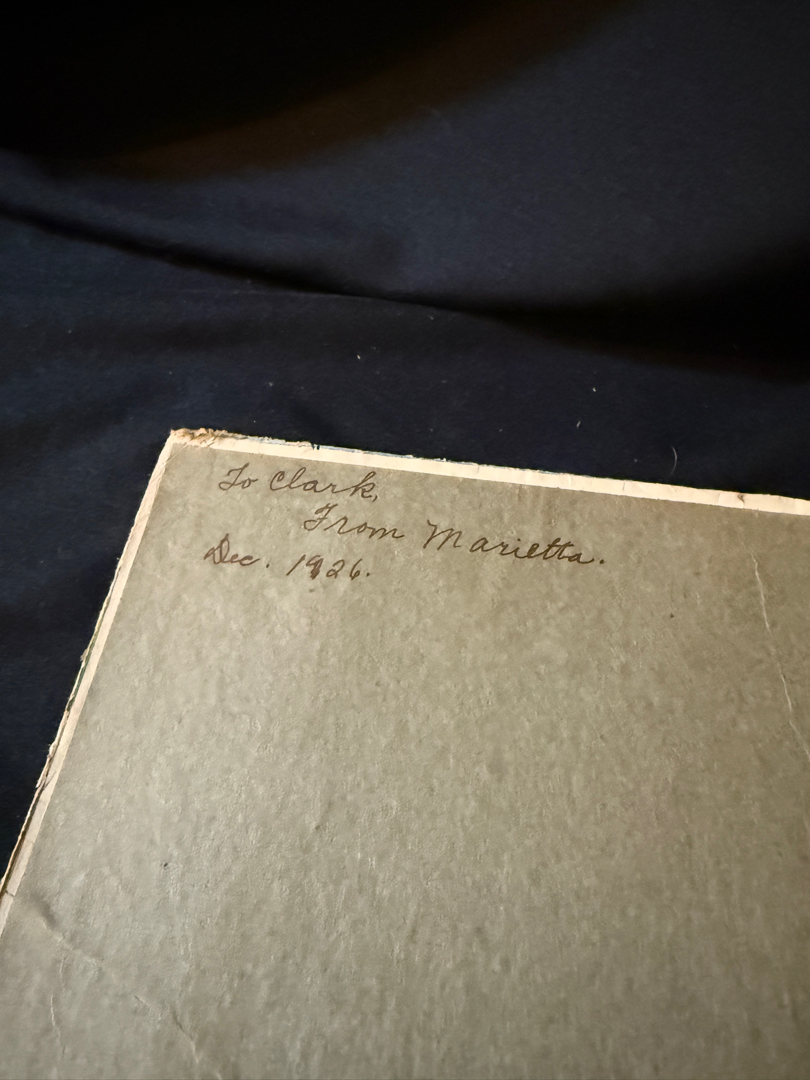 To Clark,
From Marietta.
Dec. 1926.